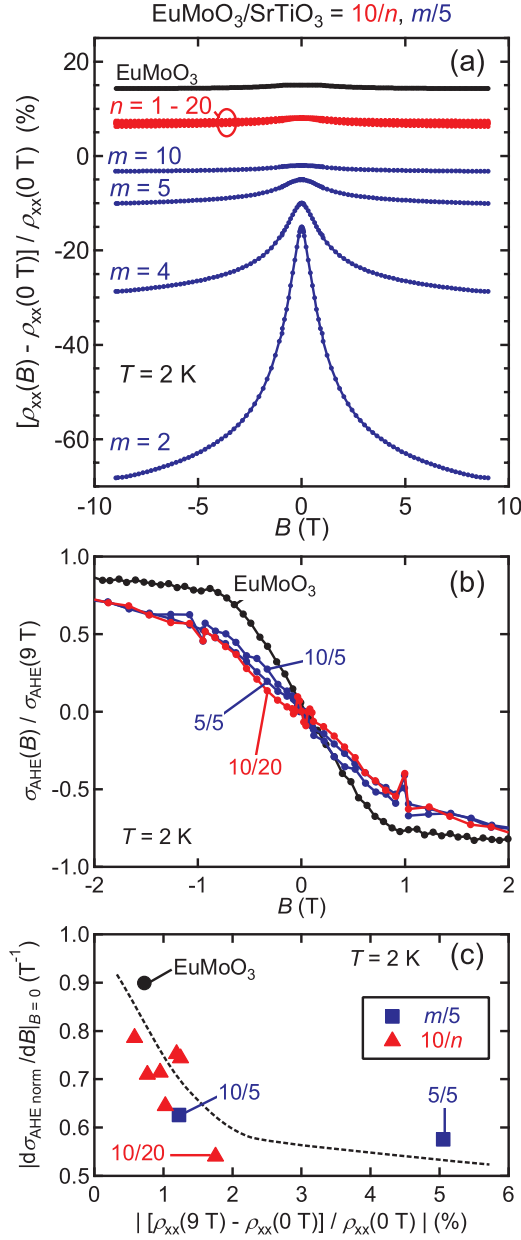 EuMoO₃/SrTiO₃ = 10/n, m/5
(a)
[ρxx(B) - ρxx(0 T)] / ρxx(0 T) (%)
20
EuMoO₃
n = 1 - 20
0
m = 10
m = 5
-20
m = 4
-40
T = 2 K
-60
m = 2
-10 -5 0 5 10
B (T)
(b)
σAHE(B) / σAHE(9 T)
1.0
EuMoO₃
0.5
10/5
0.0
5/5
10/20
-0.5
T = 2 K
-1.0
-2 -1 0 1 2
B (T)
(c)
|dσAHE norm/dB|B = 0 (T⁻¹)
1.0
T = 2 K
EuMoO₃
0.9
m/5
10/n
0.8
0.7
10/5
5/5
0.6
10/20
0.5
0 1 2 3 4 5 6
| [ρxx(9 T) - ρxx(0 T)] / ρxx(0 T) | (%)